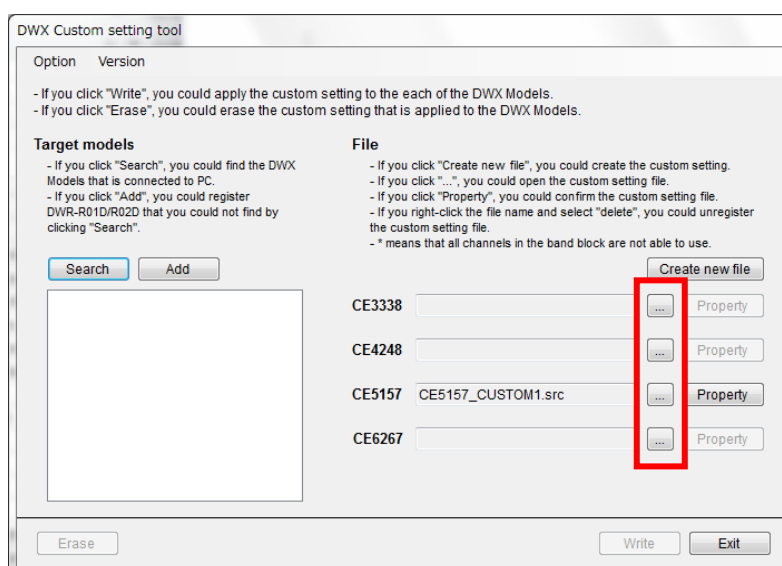 DWX Custom setting tool
Option Version
- If you click "Write", you could apply the custom setting to the each of the DWX Models.
- If you click "Erase", you could erase the custom setting that is applied to the DWX Models.
Target models
- If you click "Search", you could find the DWX
Models that is connected to PC.
- If you click "Add", you could register
DWR-R01D/R02D that you could not find by
clicking "Search".
Search Add
File
- If you click "Create new file", you could create the custom setting.
- If you click "...", you could open the custom setting file.
- If you click "Property", you could confirm the custom setting file.
- If you right-click the file name and select "delete", you could unregister
the custom setting file.
- * means that all channels in the band block are not able to use.
Create new file
CE3338 ... Property
CE4248 ... Property
CE5157 CE5157_CUSTOM1.src ... Property
CE6267 ... Property
Erase Write Exit